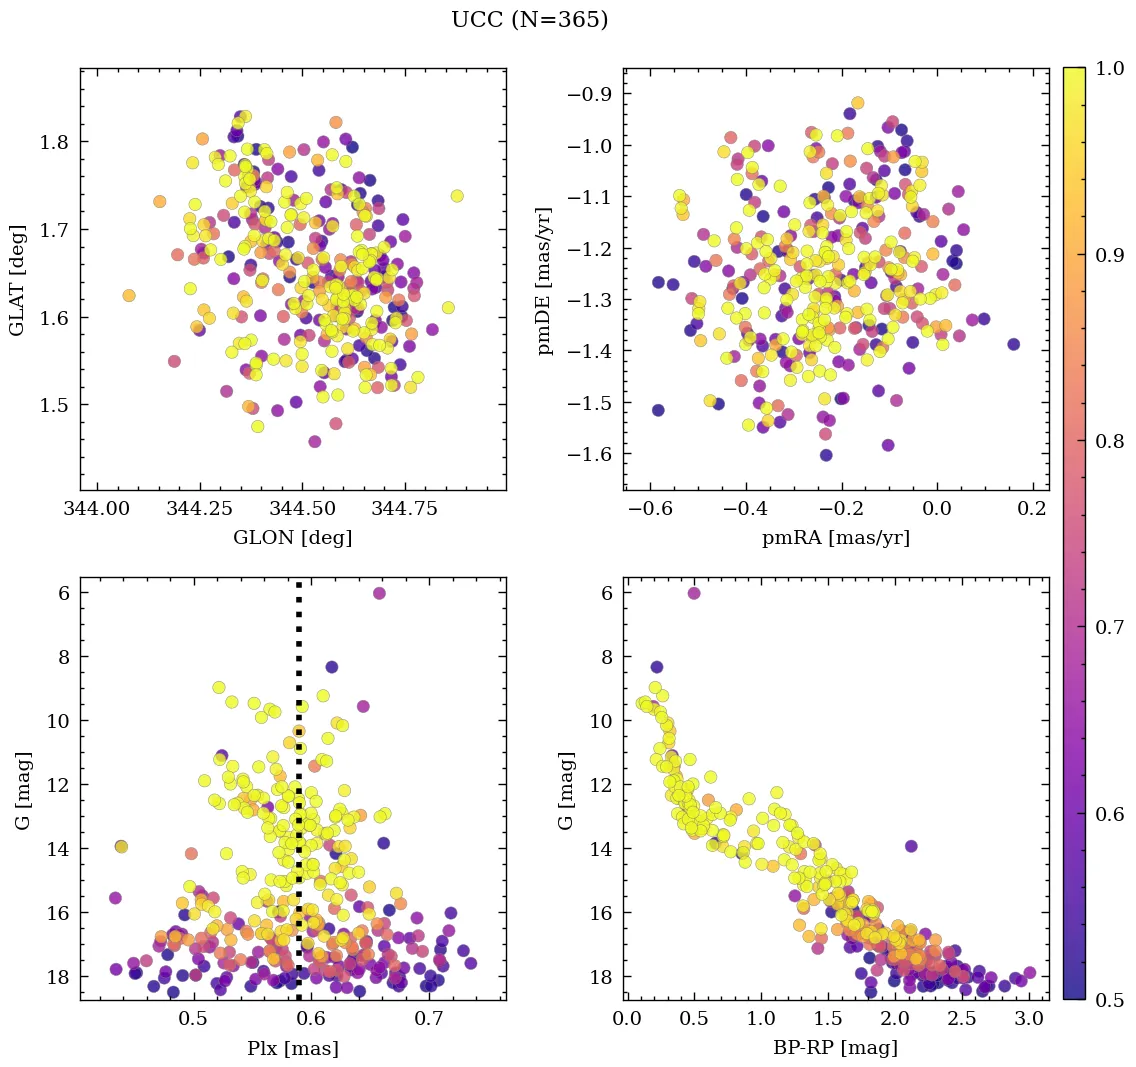 UCC (N=365)
1.8
1.7
1.6
1.5
GLAT [deg]
344.00 344.25 344.50 344.75
GLON [deg]
−0.9
−1.0
−1.1
−1.2
−1.3
−1.4
−1.5
−1.6
pmDE [mas/yr]
−0.6 −0.4 −0.2 0.0 0.2
pmRA [mas/yr]
6
8
10
12
14
16
18
G [mag]
0.5 0.6 0.7
Plx [mas]
6
8
10
12
14
16
18
G [mag]
0.0 0.5 1.0 1.5 2.0 2.5 3.0
BP-RP [mag]
1.0
0.9
0.8
0.7
0.6
0.5